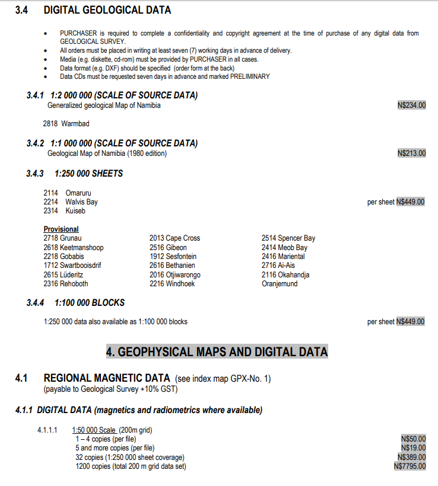 3.4 DIGITAL GEOLOGICAL DATA
• PURCHASER is required to complete a confidentiality and copyright agreement at the time of purchase of any digital data from
GEOLOGICAL SURVEY.
• All orders must be placed in writing at least seven (7) working days in advance of delivery.
• Media (e.g. diskette, cd-rom) must be provided by PURCHASER in all cases.
• Data format (e.g. DXF) should be specified (order form at the back)
• Data CDs must be requested seven days in advance and marked PRELIMINARY
3.4.1 1:2 000 000 (SCALE OF SOURCE DATA)
Generalized geological Map of Namibia N$234.00
2818 Warmbad
3.4.2 1:1 000 000 (SCALE OF SOURCE DATA)
Geological Map of Namibia (1980 edition) N$213.00
3.4.3 1:250 000 SHEETS
2114 Omaruru
2214 Walvis Bay per sheet N$449.00
2314 Kuiseb
Provisional
2718 Grunau 2013 Cape Cross 2514 Spencer Bay
2618 Keetmanshoop 2516 Gibeon 2414 Meob Bay
2218 Gobabis 1912 Sesfontein 2416 Mariental
1712 Swartbooisdrif 2616 Bethanien 2716 Ai-Ais
2615 Lüderitz 2016 Otjiwarongo 2116 Okahandja
2316 Rehoboth 2216 Windhoek Oranjemund
3.4.4 1:100 000 BLOCKS
1:250 000 data also available as 1:100 000 blocks per sheet N$449.00
4. GEOPHYSICAL MAPS AND DIGITAL DATA
4.1 REGIONAL MAGNETIC DATA (see index map GPX-No. 1)
(payable to Geological Survey +10% GST)
4.1.1 DIGITAL DATA (magnetics and radiometrics where available)
4.1.1.1 1:50 000 Scale (200m grid)
1 – 4 copies (per file) N$50.00
5 and more copies (per file) N$19.00
32 copies (1:250 000 sheet coverage) N$389.00
1200 copies (total 200 m grid data set) N$7795.00